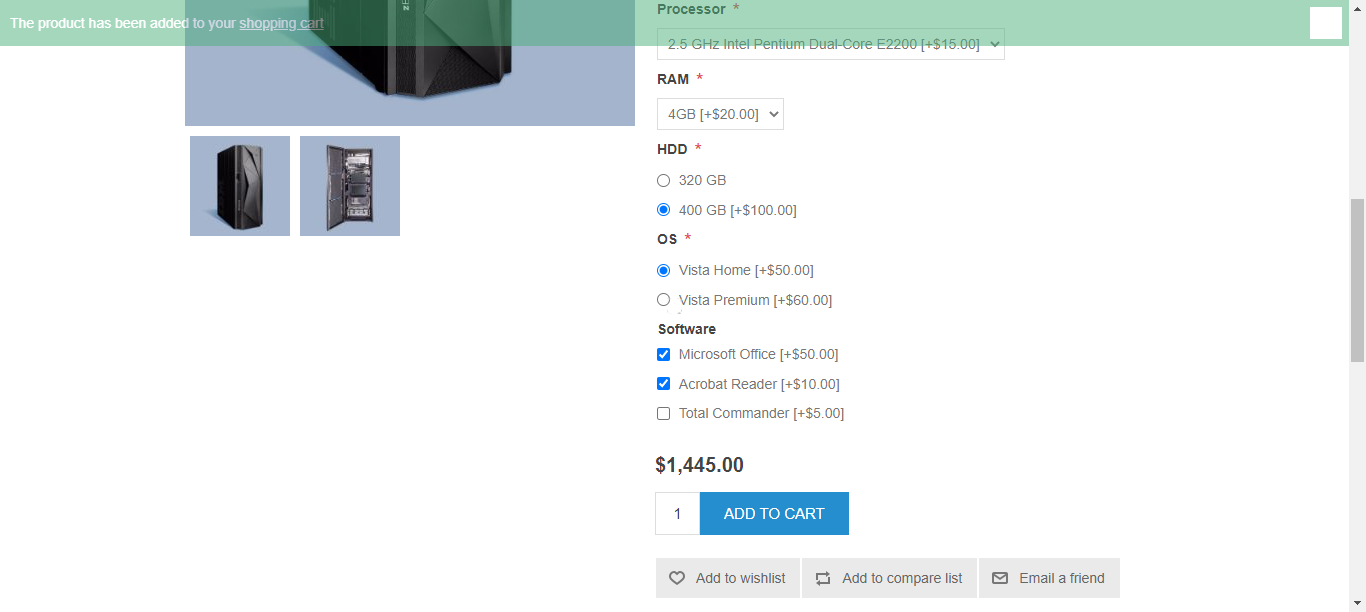 The product has been added to your shopping cart
Processor *
2.5 GHz Intel Pentium Dual-Core E2200 [+$15.00]
RAM *
4GB [+$20.00]
HDD *
320 GB
400 GB [+$100.00]
OS *
Vista Home [+$50.00]
Vista Premium [+$60.00]
Software
Microsoft Office [+$50.00]
Acrobat Reader [+$10.00]
Total Commander [+$5.00]
$1,445.00
1
ADD TO CART
Add to wishlist
Add to compare list
Email a friend